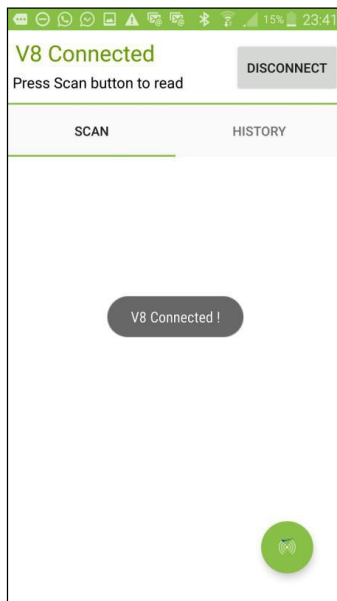 15% 23:41
V8 Connected
DISCONNECT
Press Scan button to read
SCAN
HISTORY
V8 Connected !